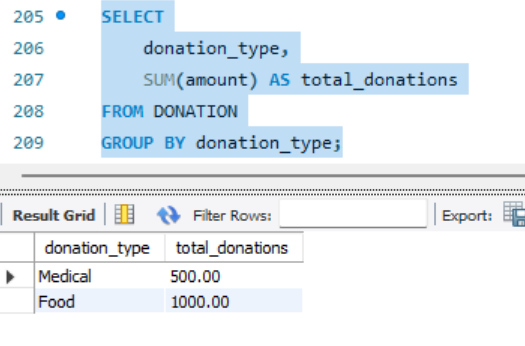 205 SELECT
206 donation_type,
207 SUM(amount) AS total_donations
208 FROM DONATION
209 GROUP BY donation_type;
Result Grid Filter Rows: Export:
donation_type total_donations
Medical 500.00
Food 1000.00